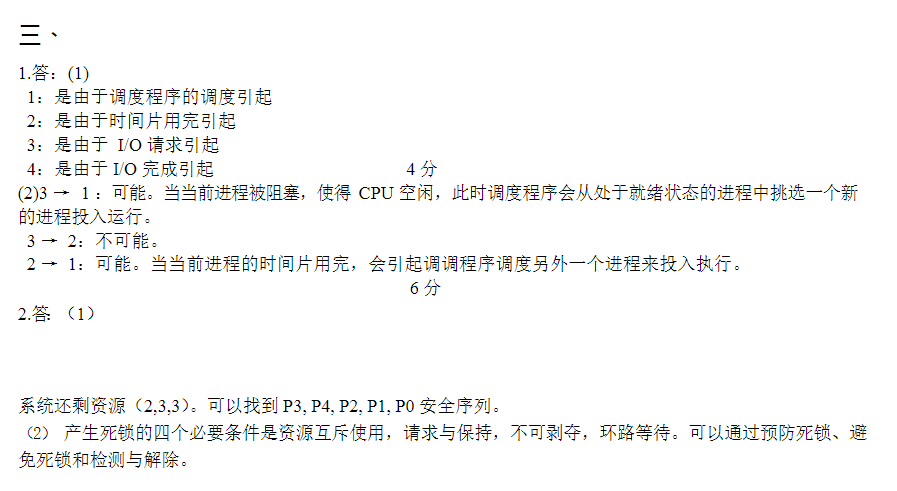 三、
1.答：(1)
1：是由于调度程序的调度引起
2：是由于时间片用完引起
3：是由于 I/O 请求引起
4：是由于 I/O 完成引起 4 分
(2)3 → 1：可能。当当前进程被阻塞，使得 CPU 空闲，此时调度程序会从处于就绪状态的进程中挑选一个新
的进程投入运行。
3 → 2：不可能。
2 → 1：可能。当当前进程的时间片用完，会引起调调程序调度另外一个进程来投入执行。
6 分
2.答：（1）
系统还剩资源（2,3,3）。可以找到 P3, P4, P2, P1, P0 安全序列。
（2） 产生死锁的四个必要条件是资源互斥使用，请求与保持，不可剥夺，环路等待。可以通过预防死锁、避
免死锁和检测与解除。